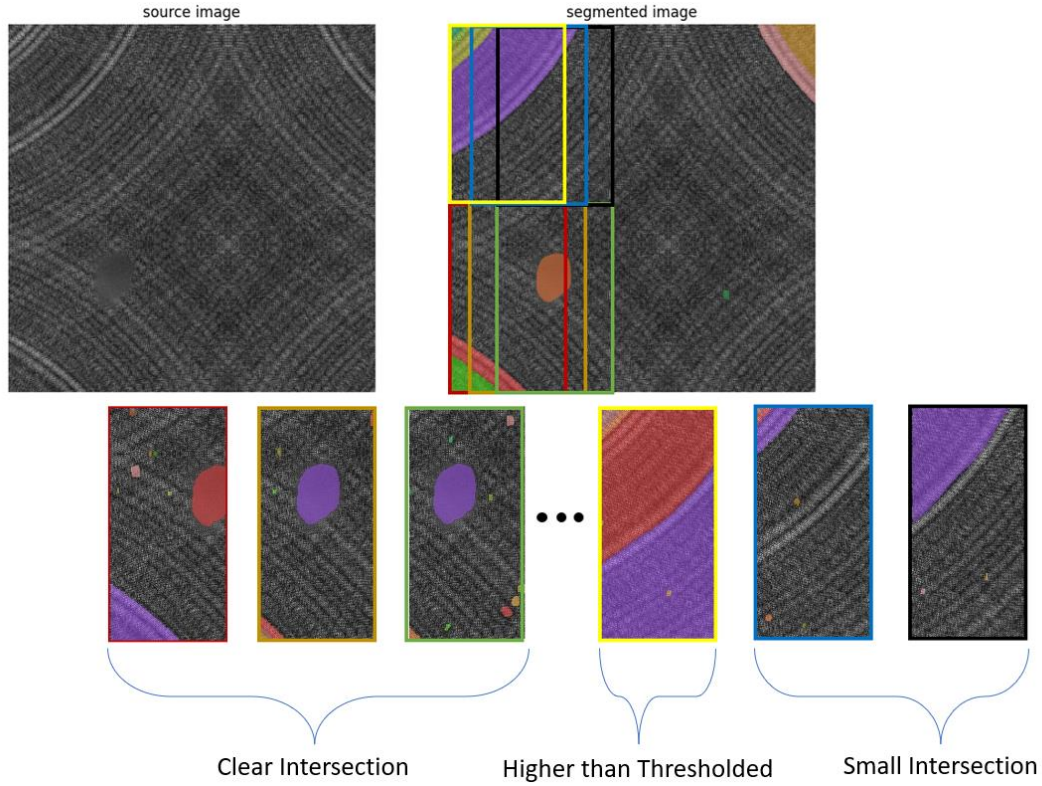 source image
segmented image
Clear Intersection
Higher than Thresholded
Small Intersection